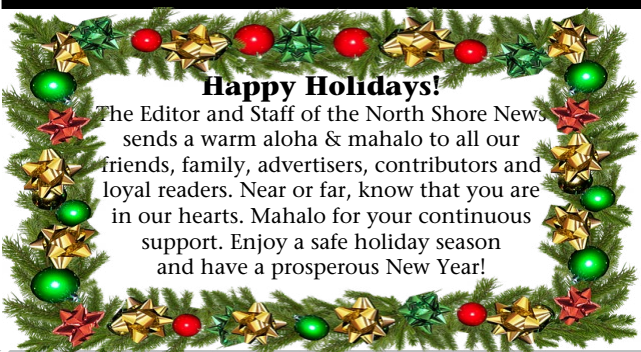 Happy Holidays!
The Editor and Staff of the North Shore News
sends a warm aloha & mahalo to all our
friends, family, advertisers, contributors and
loyal readers. Near or far, know that you are
in our hearts. Mahalo for your continuous
support. Enjoy a safe holiday season
and have a prosperous New Year!